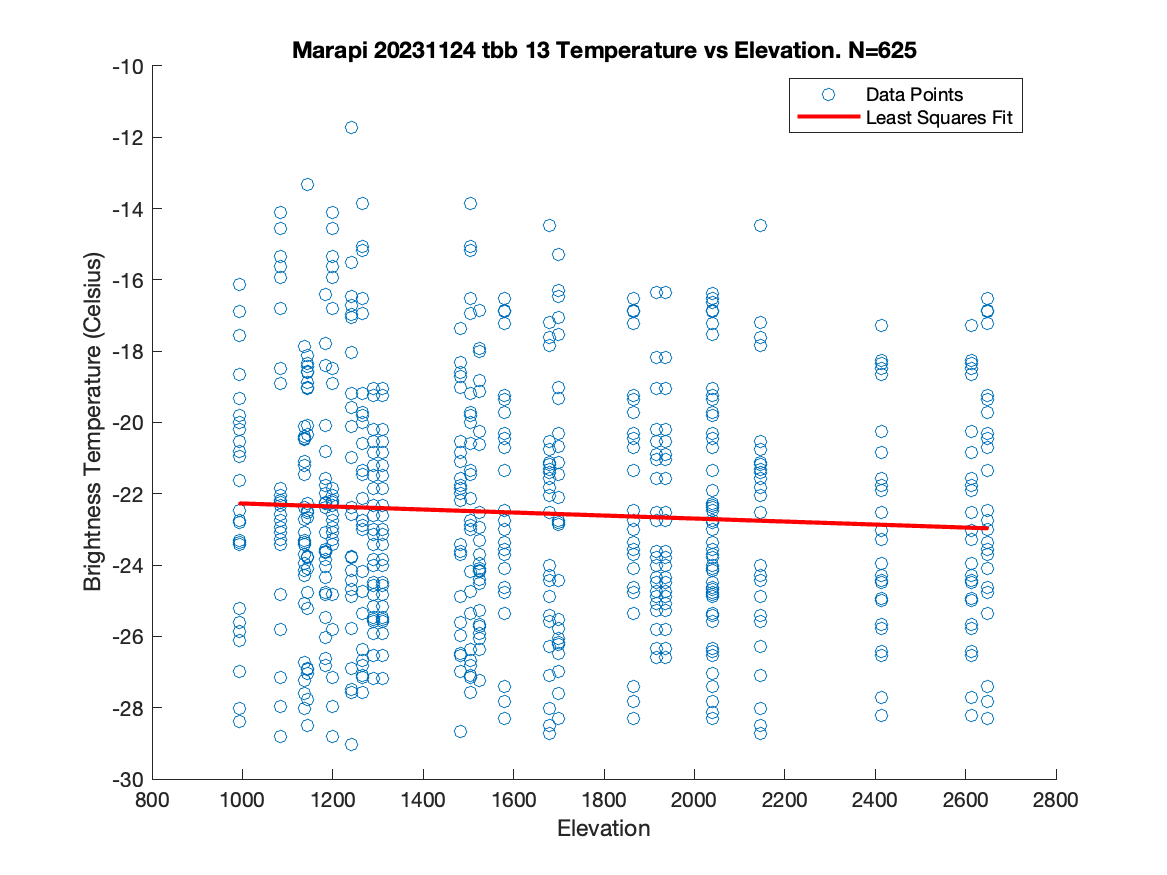 Marapi 20231124 tbb 13 Temperature vs Elevation. N=625
Data Points
Least Squares Fit
Brightness Temperature (Celsius)
-10
-12
-14
-16
-18
-20
-22
-24
-26
-28
-30
800 1000 1200 1400 1600 1800 2000 2200 2400 2600 2800
Elevation